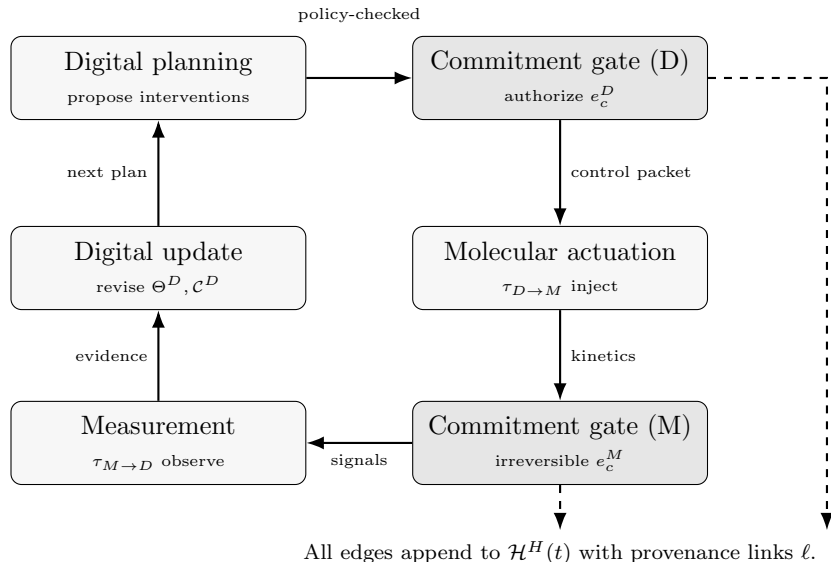 policy-checked
Digital planning
propose interventions
Commitment gate (D)
authorize $e_c^D$
next plan
control packet
Digital update
revise $\Theta^D, \mathcal{C}^D$
Molecular actuation
$\tau_{D \to M}$ inject
evidence
kinetics
Measurement
$\tau_{M \to D}$ observe
signals
Commitment gate (M)
irreversible $e_c^M$
All edges append to $\mathcal{H}^H(t)$ with provenance links $\ell$.